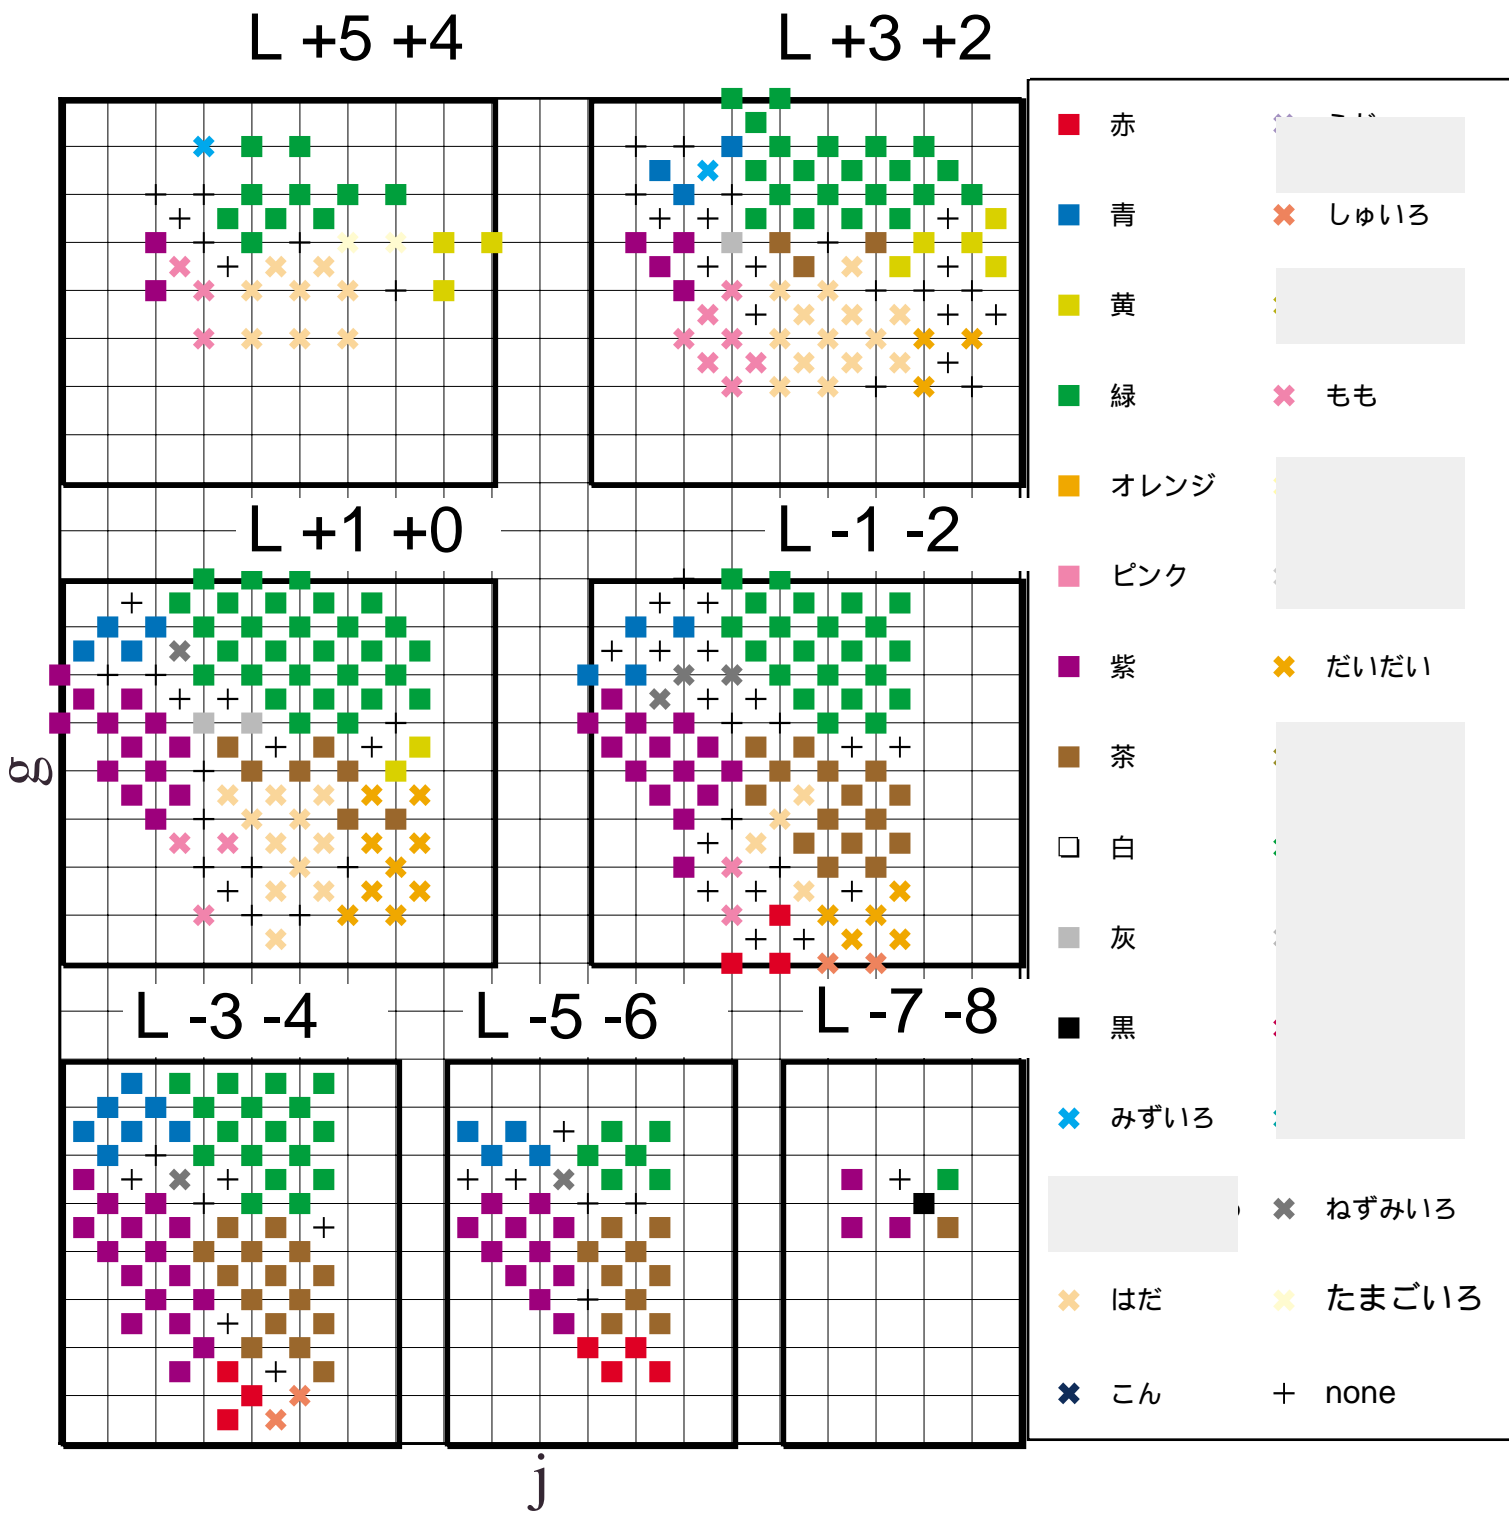 L +5 +4
L +3 +2
L +1 +0
L -1 -2
L -3 -4
L -5 -6
L -7 -8
g
j
赤
青
しゅいろ
黄
緑
もも
オレンジ
ピンク
紫
だいだい
茶
白
灰
黒
みずいろ
ねずみいろ
はだ
たまごいろ
こん
none